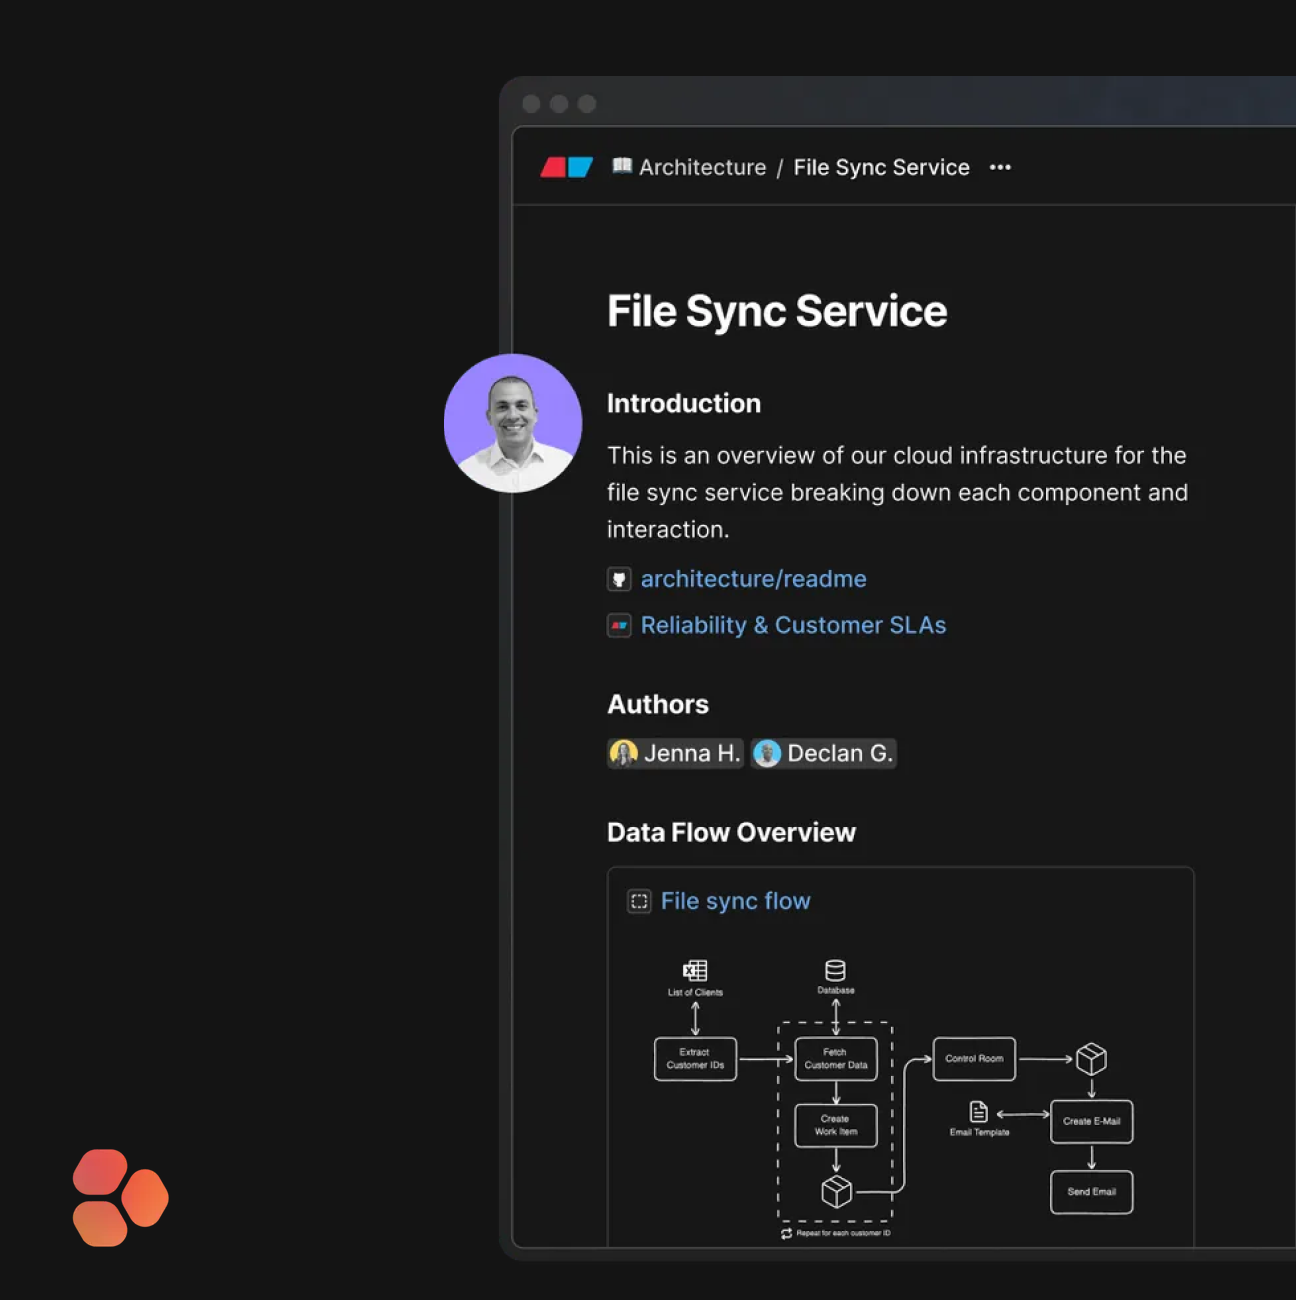 Architecture / File Sync Service
File Sync Service
Introduction
This is an overview of our cloud infrastructure for the
file sync service breaking down each component and
interaction.
architecture/readme
Reliability & Customer SLAs
Authors
Jenna H. Declan G.
Data Flow Overview
File sync flow
List of Clients
Database
Extract
Customer IDs
Fetch
Customer Data
Control Room
Create
Work Item
Email Template
Create E-Mail
Send Email
Repeat for each customer ID